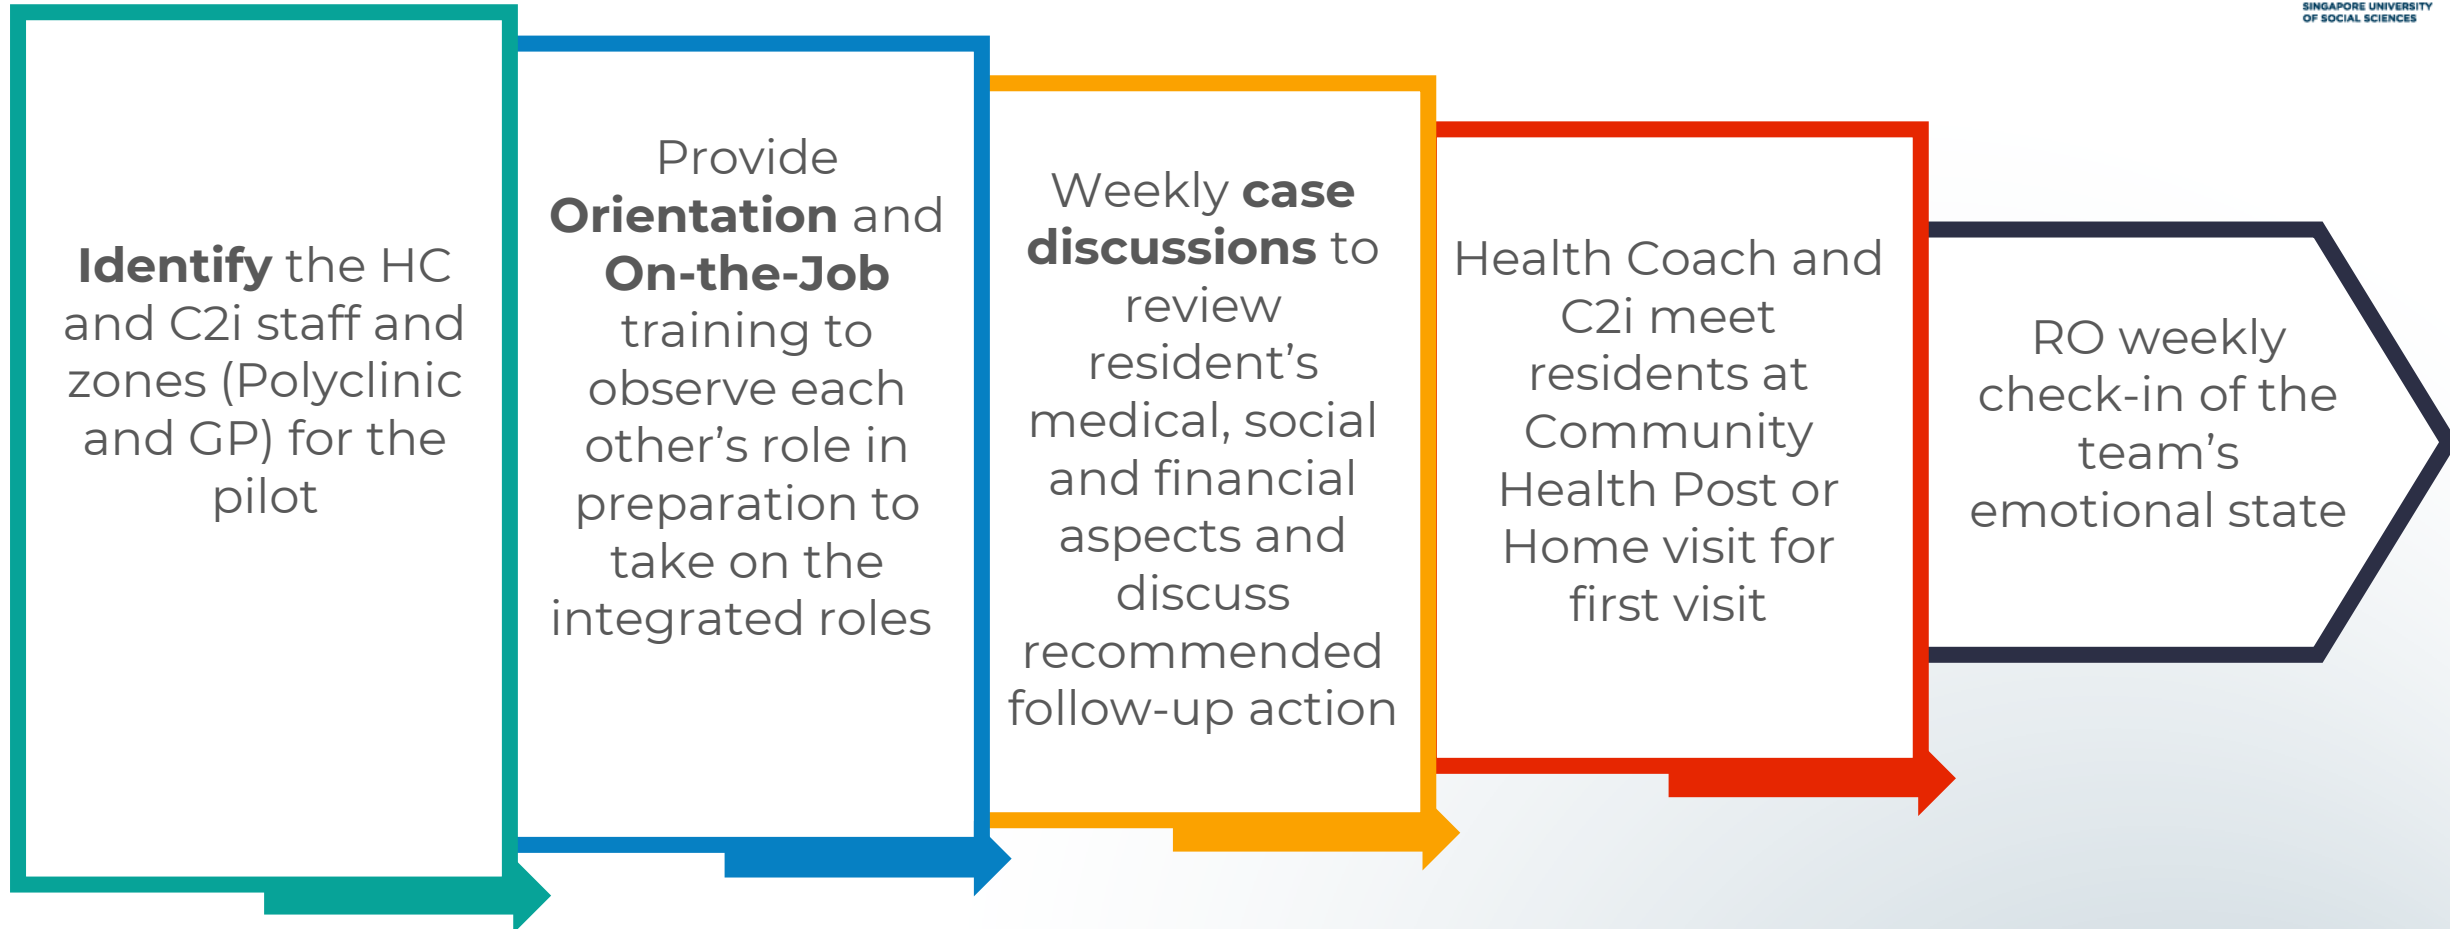 SINGAPORE UNIVERSITY
OF SOCIAL SCIENCES
Identify the HC
and C2i staff and
zones (Polyclinic
and GP) for the
pilot
Provide
Orientation and
On-the-Job
training to
observe each
other’s role in
preparation to
take on the
integrated roles
Weekly case
discussions to
review
resident’s
medical, social
and financial
aspects and
discuss
recommended
follow-up action
Health Coach and
C2i meet
residents at
Community
Health Post or
Home visit for
first visit
RO weekly
check-in of the
team’s
emotional state